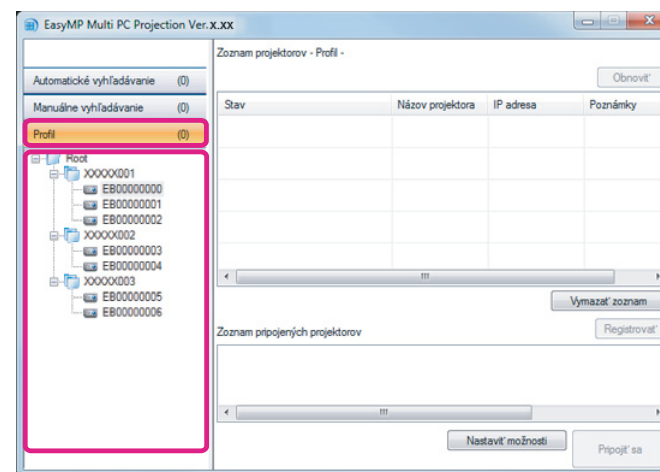 EasyMP Multi PC Projection Ver.X.XX
Automatické vyhľadávanie (0)
Manuálne vyhľadávanie (0)
Profil (0)
Root
XXXXX001
EB00000000
EB00000001
EB00000002
XXXXX002
EB00000003
EB00000004
XXXXX003
EB00000005
EB00000006
Zoznam projektorov - Profil -
Obnoviť
Stav Názov projektora IP adresa Poznámky
Vymazať zoznam
Zoznam pripojených projektorov
Registrovať
Nastaviť možnosti
Pripojiť sa